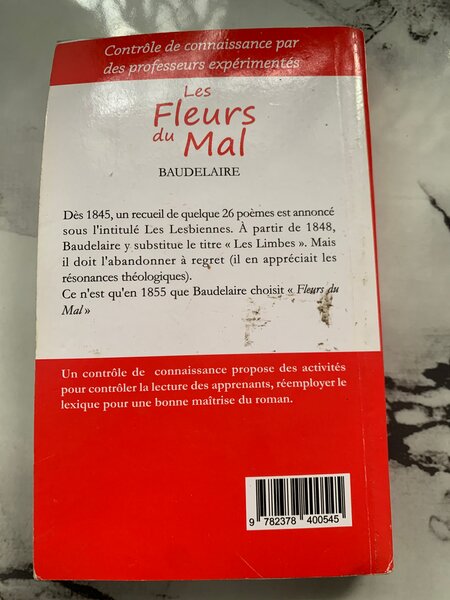 Contrôle de connaissance par
des professeurs expérimentés
Les
Fleurs
du
Mal
BAUDELAIRE
Dès 1845, un recueil de quelque 26 poèmes est annoncé
sous l'intitulé Les Lesbiennes. À partir de 1848,
Baudelaire y substitue le titre « Les Limbes ». Mais
il doit l'abandonner à regret (il en appréciait les
résonances théologiques).
Ce n'est qu'en 1855 que Baudelaire choisit « Fleurs du
Mal »
Un contrôle de connaissance propose des activités
pour contrôler la lecture des apprenants, réemployer le
lexique pour une bonne maîtrise du roman.
9 782378 400545